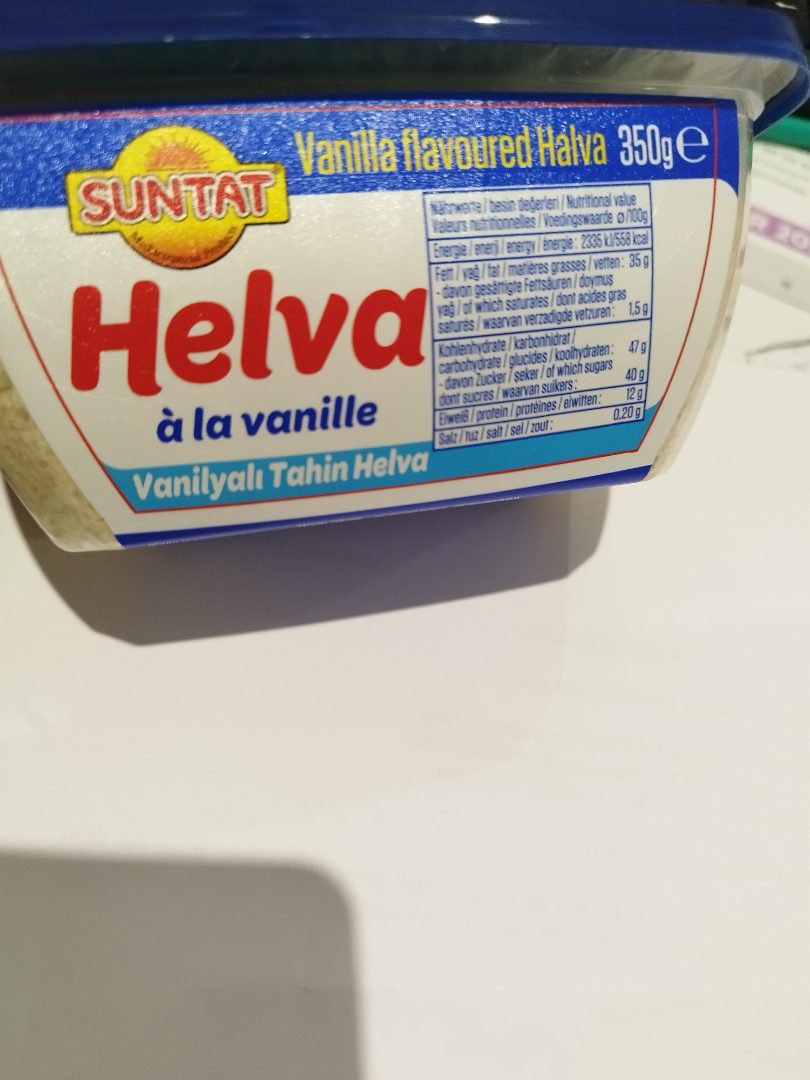 Vanilla flavoured Halva 350g ℮
SUNTAT
Helva
à la vanille
Vanilyalı Tahin Helva
Nährwerte / besin değerleri / Nutritional value
Valeurs nutritionnelles / Voedingswaarde ø /100g
Energie / enerji / energy / énergie : 2335 kJ/558 kcal
Fett / yağ / fat / matières grasses / vetten : 35 g
- davon gesättigte Fettsäuren / doymuş
yağ / of which saturates / dont acides gras
saturés / waarvan verzadigde vetzuren : 1,5 g
Kohlenhydrate / karbonhidrat /
carbohydrate / glucides / koolhydraten : 47 g
- davon Zucker / şeker / of which sugars
dont sucres / waarvan suikers : 40 g
Eiweiß / protein / protéines / eiwitten : 12 g
Salz / tuz / salt / sel / zout : 0,20 g